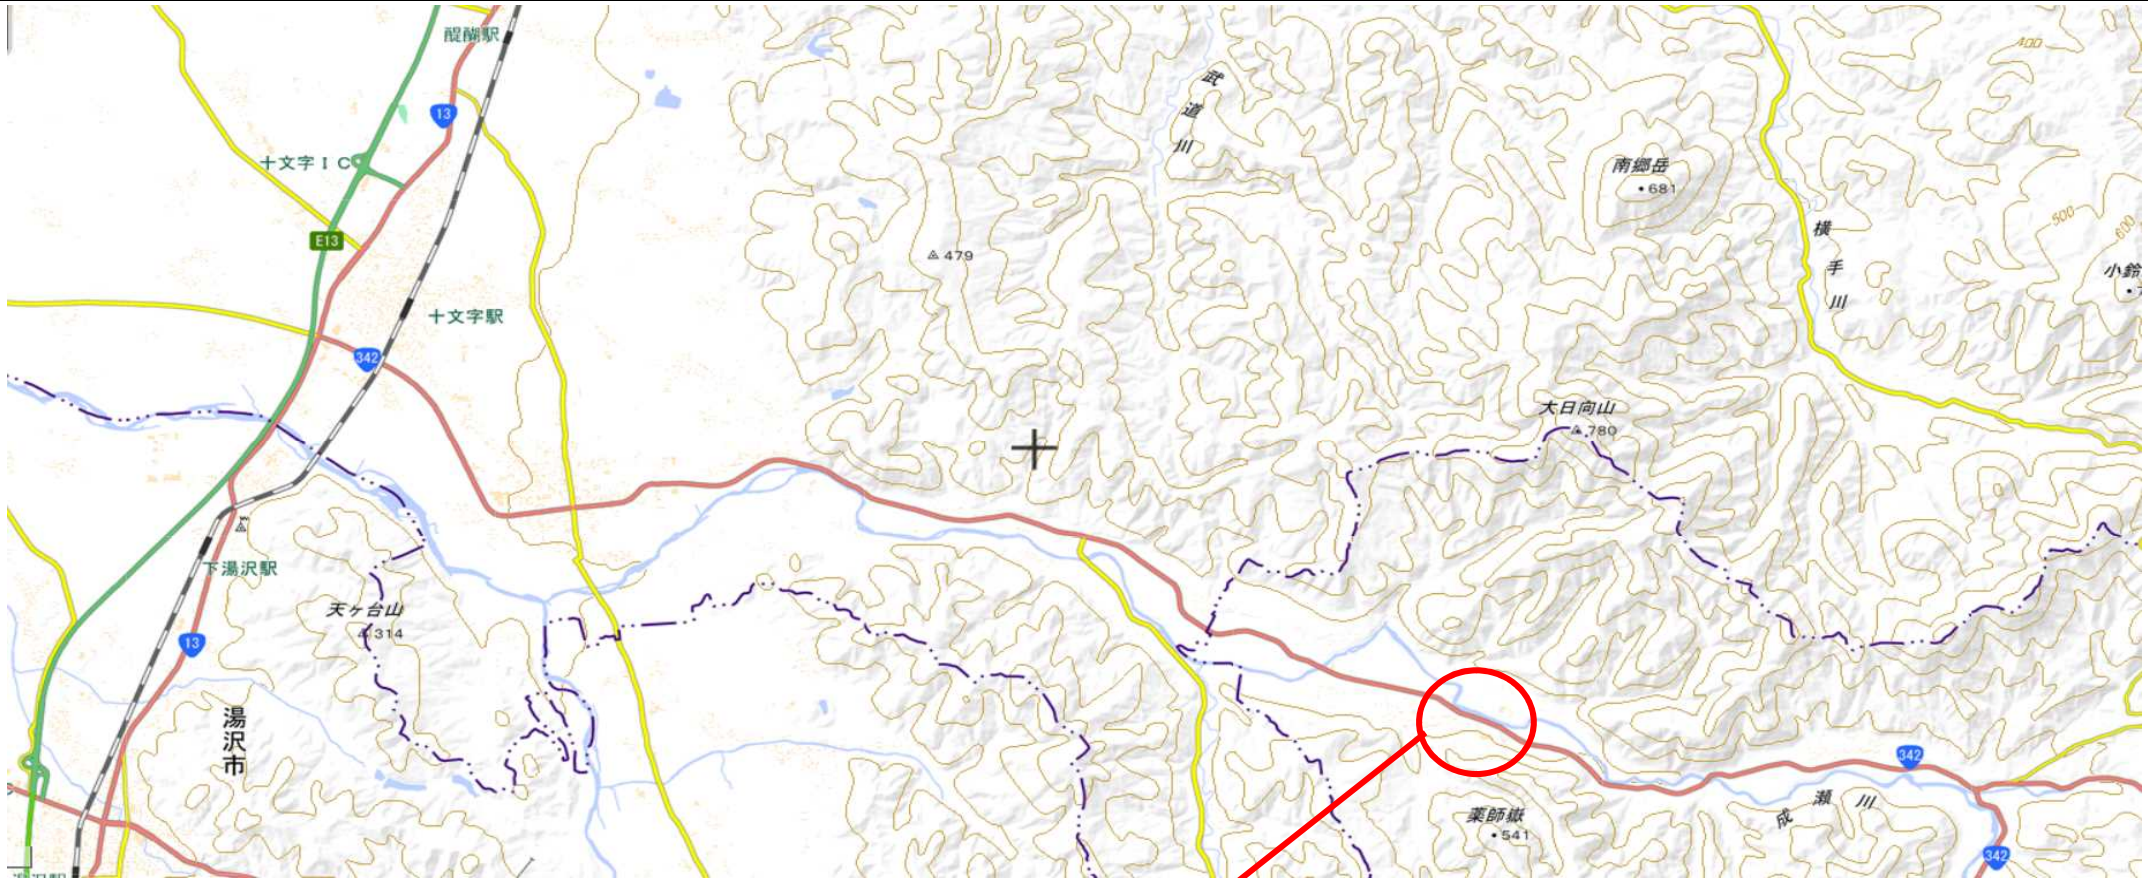 醍醐駅
13
十文字IC
E13
十文字駅
342
下湯沢駅
天ヶ台山
314
13
湯沢市
武道川
479
南郷岳
681
横手川
400
500
600
小鈴
大日向山
780
342
成瀬川
薬師嶽
541
342